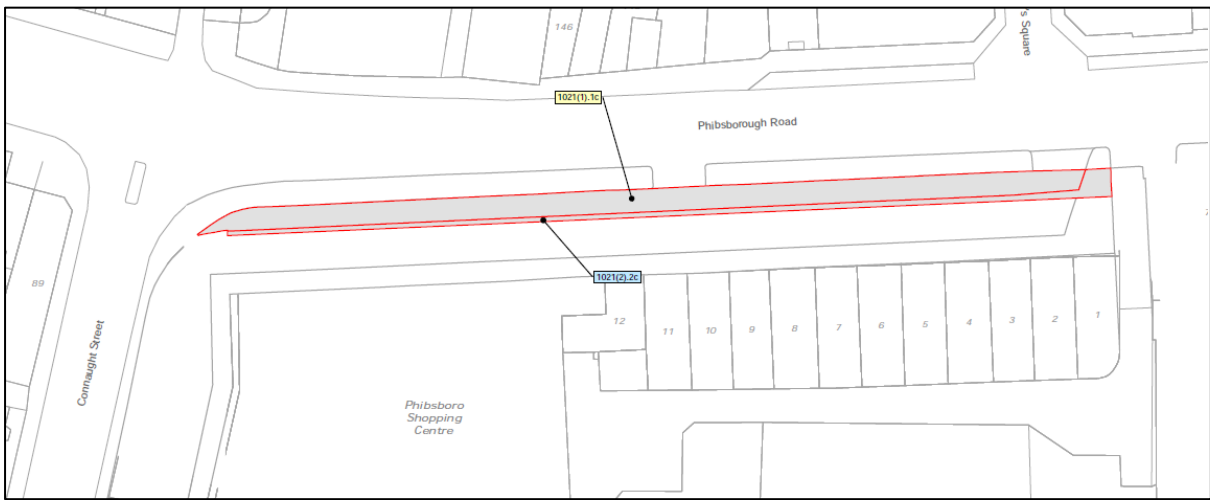 146
's Square
1021(1).1c
Phibsborough Road
1021(2).2c
89
Connaught Street
12
11
10
9
8
7
6
5
4
3
2
1
Phibsboro
Shopping
Centre